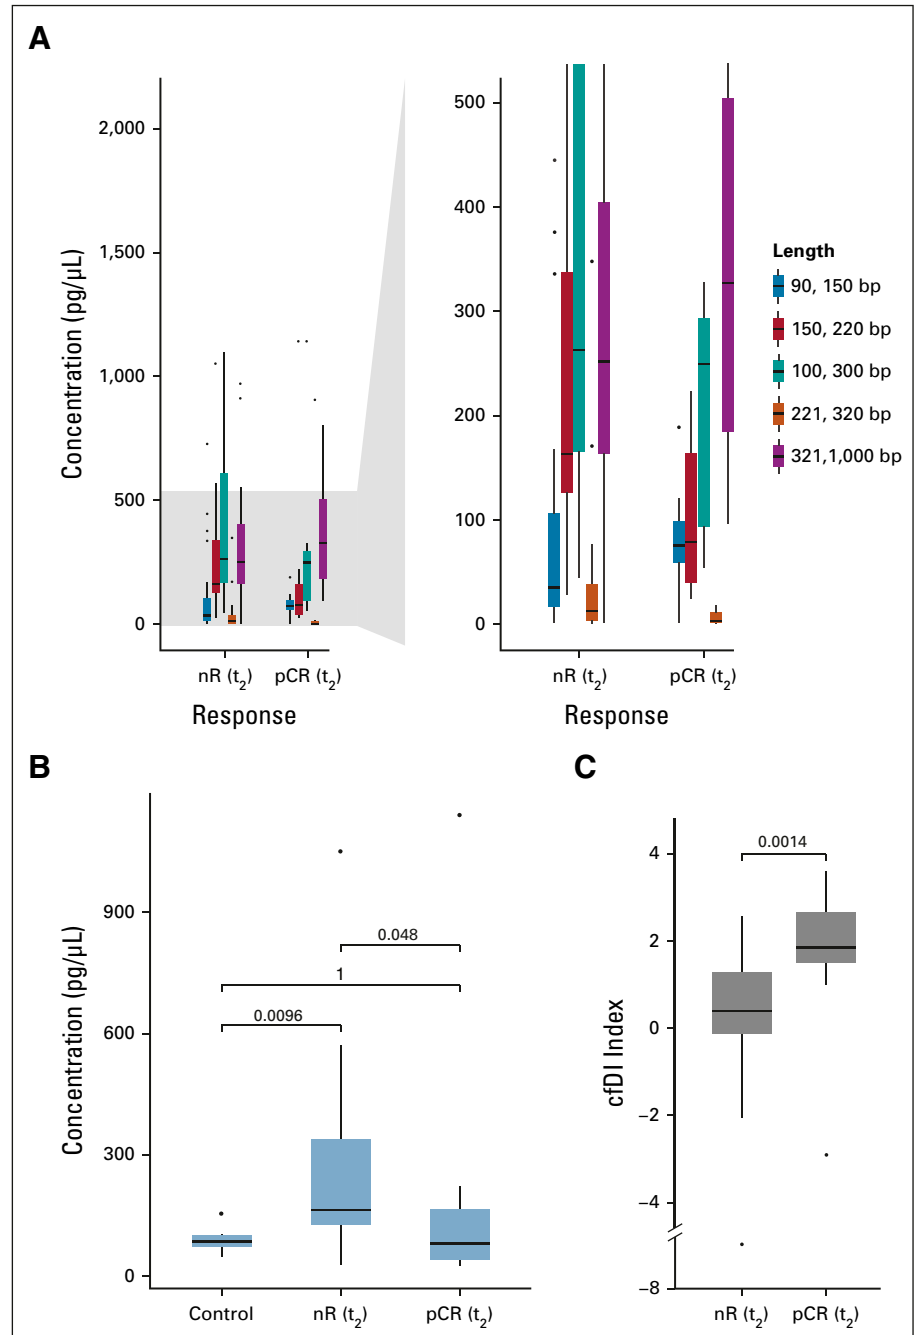 A
2,000
1,500
1,000
500
0
Concentration (pg/µL)
nR (t2)
pCR (t2)
Response
500
400
300
200
100
0
nR (t2)
pCR (t2)
Response
Length
90, 150 bp
150, 220 bp
100, 300 bp
221, 320 bp
321,1,000 bp
B
900
600
300
0
Concentration (pg/µL)
0.048
1
0.0096
Control
nR (t2)
pCR (t2)
C
4
2
0
–2
–4
–8
cfDI Index
0.0014
nR (t2)
pCR (t2)